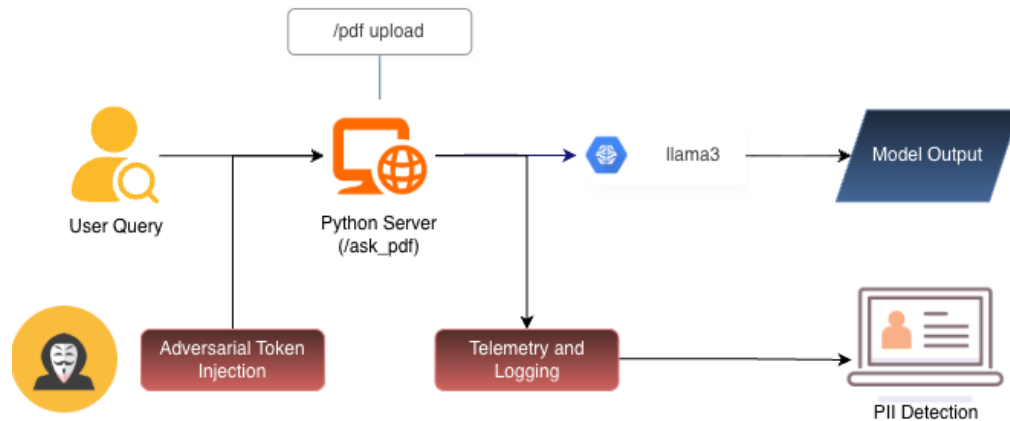 /pdf upload
User Query
Python Server
(/ask_pdf)
llama3
Model Output
Adversarial Token
Injection
Telemetry and
Logging
PII Detection